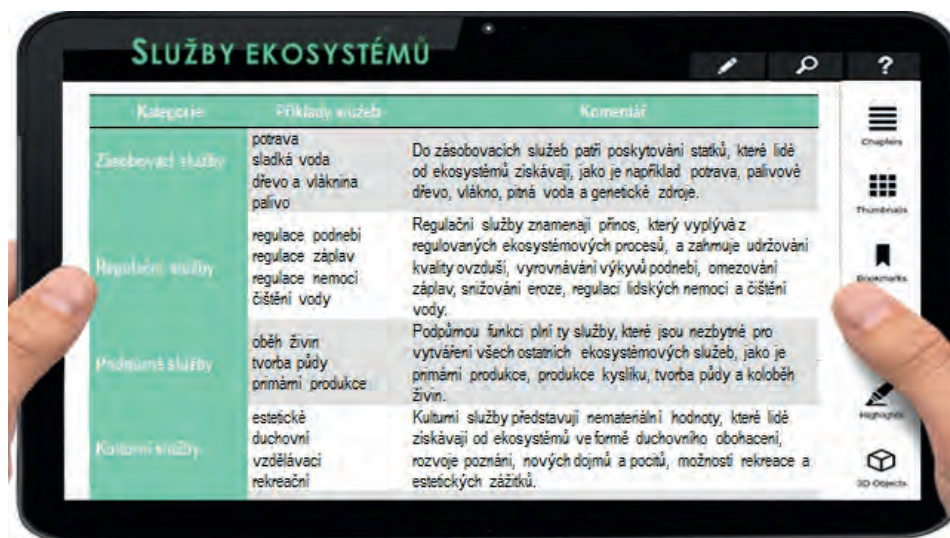 SLUŽBY EKOSYSTÉMŮ
?
Kategorie Příklady služeb Komentář
Zásobovací služby
potrava
sladká voda
dřevo a vláknina
palivo
Do zásobovacích služeb patří poskytování statků, které lidé
od ekosystémů získávají, jako je například potrava, palivové
dřevo, vlákno, pitná voda a genetické zdroje.
Regulační služby
regulace podnebí
regulace záplav
regulace nemocí
čištění vody
Regulační služby znamenají přínos, který vyplývá z
regulovaných ekosystémových procesů, a zahrnuje udržování
kvality ovzduší, vyrovnávání výkyvů podnebí, omezování
záplav, snižování eroze, regulaci lidských nemocí a čištění
vody.
Podpůrné služby
oběh živin
tvorba půdy
primární produkce
Podpůrnou funkci plní ty služby, které jsou nezbytné pro
vytváření všech ostatních ekosystémových služeb, jako je
primární produkce, produkce kyslíku, tvorba půdy a koloběh
živin.
Kulturní služby
estetické
duchovní
vzdělávací
rekreační
Kulturní služby představují nemateriální hodnoty, které lidé
získávají od ekosystémů ve formě duchovního obohacení,
rozvoje poznání, nových dojmů a pocitů, možností rekreace a
estetických zážitků.
Chapters
Thumbnails
Bookmarks
Highlights
3D Objects